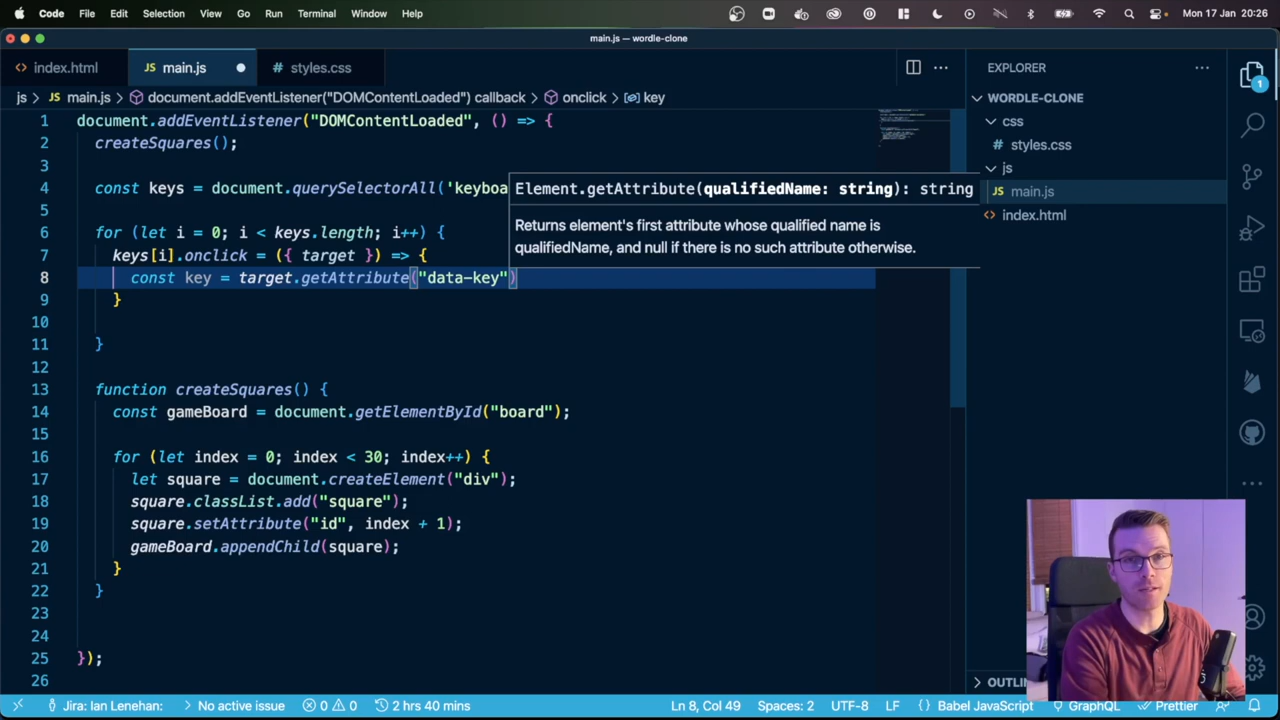 Code File Edit Selection View Go Run Terminal Window Help Mon 17 Jan 20:26
main.js — wordle-clone
index.html JS main.js styles.css ···
js > JS main.js > document.addEventListener("DOMContentLoaded") callback > onclick > key
1 document.addEventListener("DOMContentLoaded", () => {
2 createSquares();
3
4 const keys = document.querySelectorAll('keyboa
Element.getAttribute(qualifiedName: string): string
Returns element's first attribute whose qualified name is
qualifiedName, and null if there is no such attribute otherwise.
5
6 for (let i = 0; i < keys.length; i++) {
7 keys[i].onclick = ({ target }) => {
8 const key = target.getAttribute("data-key")
9 }
10
11 }
12
13 function createSquares() {
14 const gameBoard = document.getElementById("board");
15
16 for (let index = 0; index < 30; index++) {
17 let square = document.createElement("div");
18 square.classList.add("square");
19 square.setAttribute("id", index + 1);
20 gameBoard.appendChild(square);
21 }
22 }
23
24
25 });
26
EXPLORER ···
WORDLE-CLONE
css
# styles.css
js
JS main.js
<> index.html
OUTLI
1
Jira: Ian Lenehan: > No active issue 0 0 2 hrs 40 mins Ln 8, Col 49 Spaces: 2 UTF-8 LF {} Babel JavaScript GraphQL Prettier